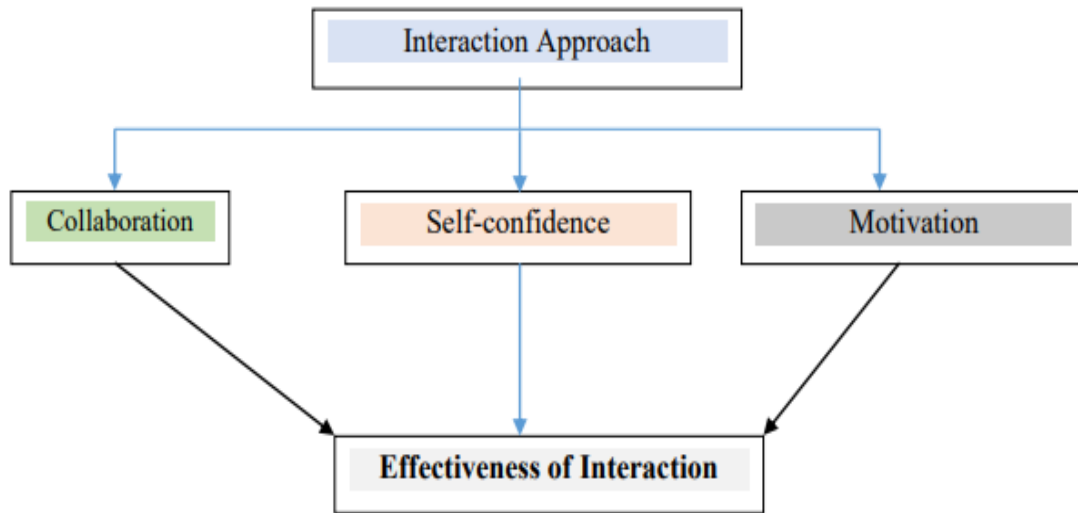 Interaction Approach
Collaboration
Self-confidence
Motivation
Effectiveness of Interaction